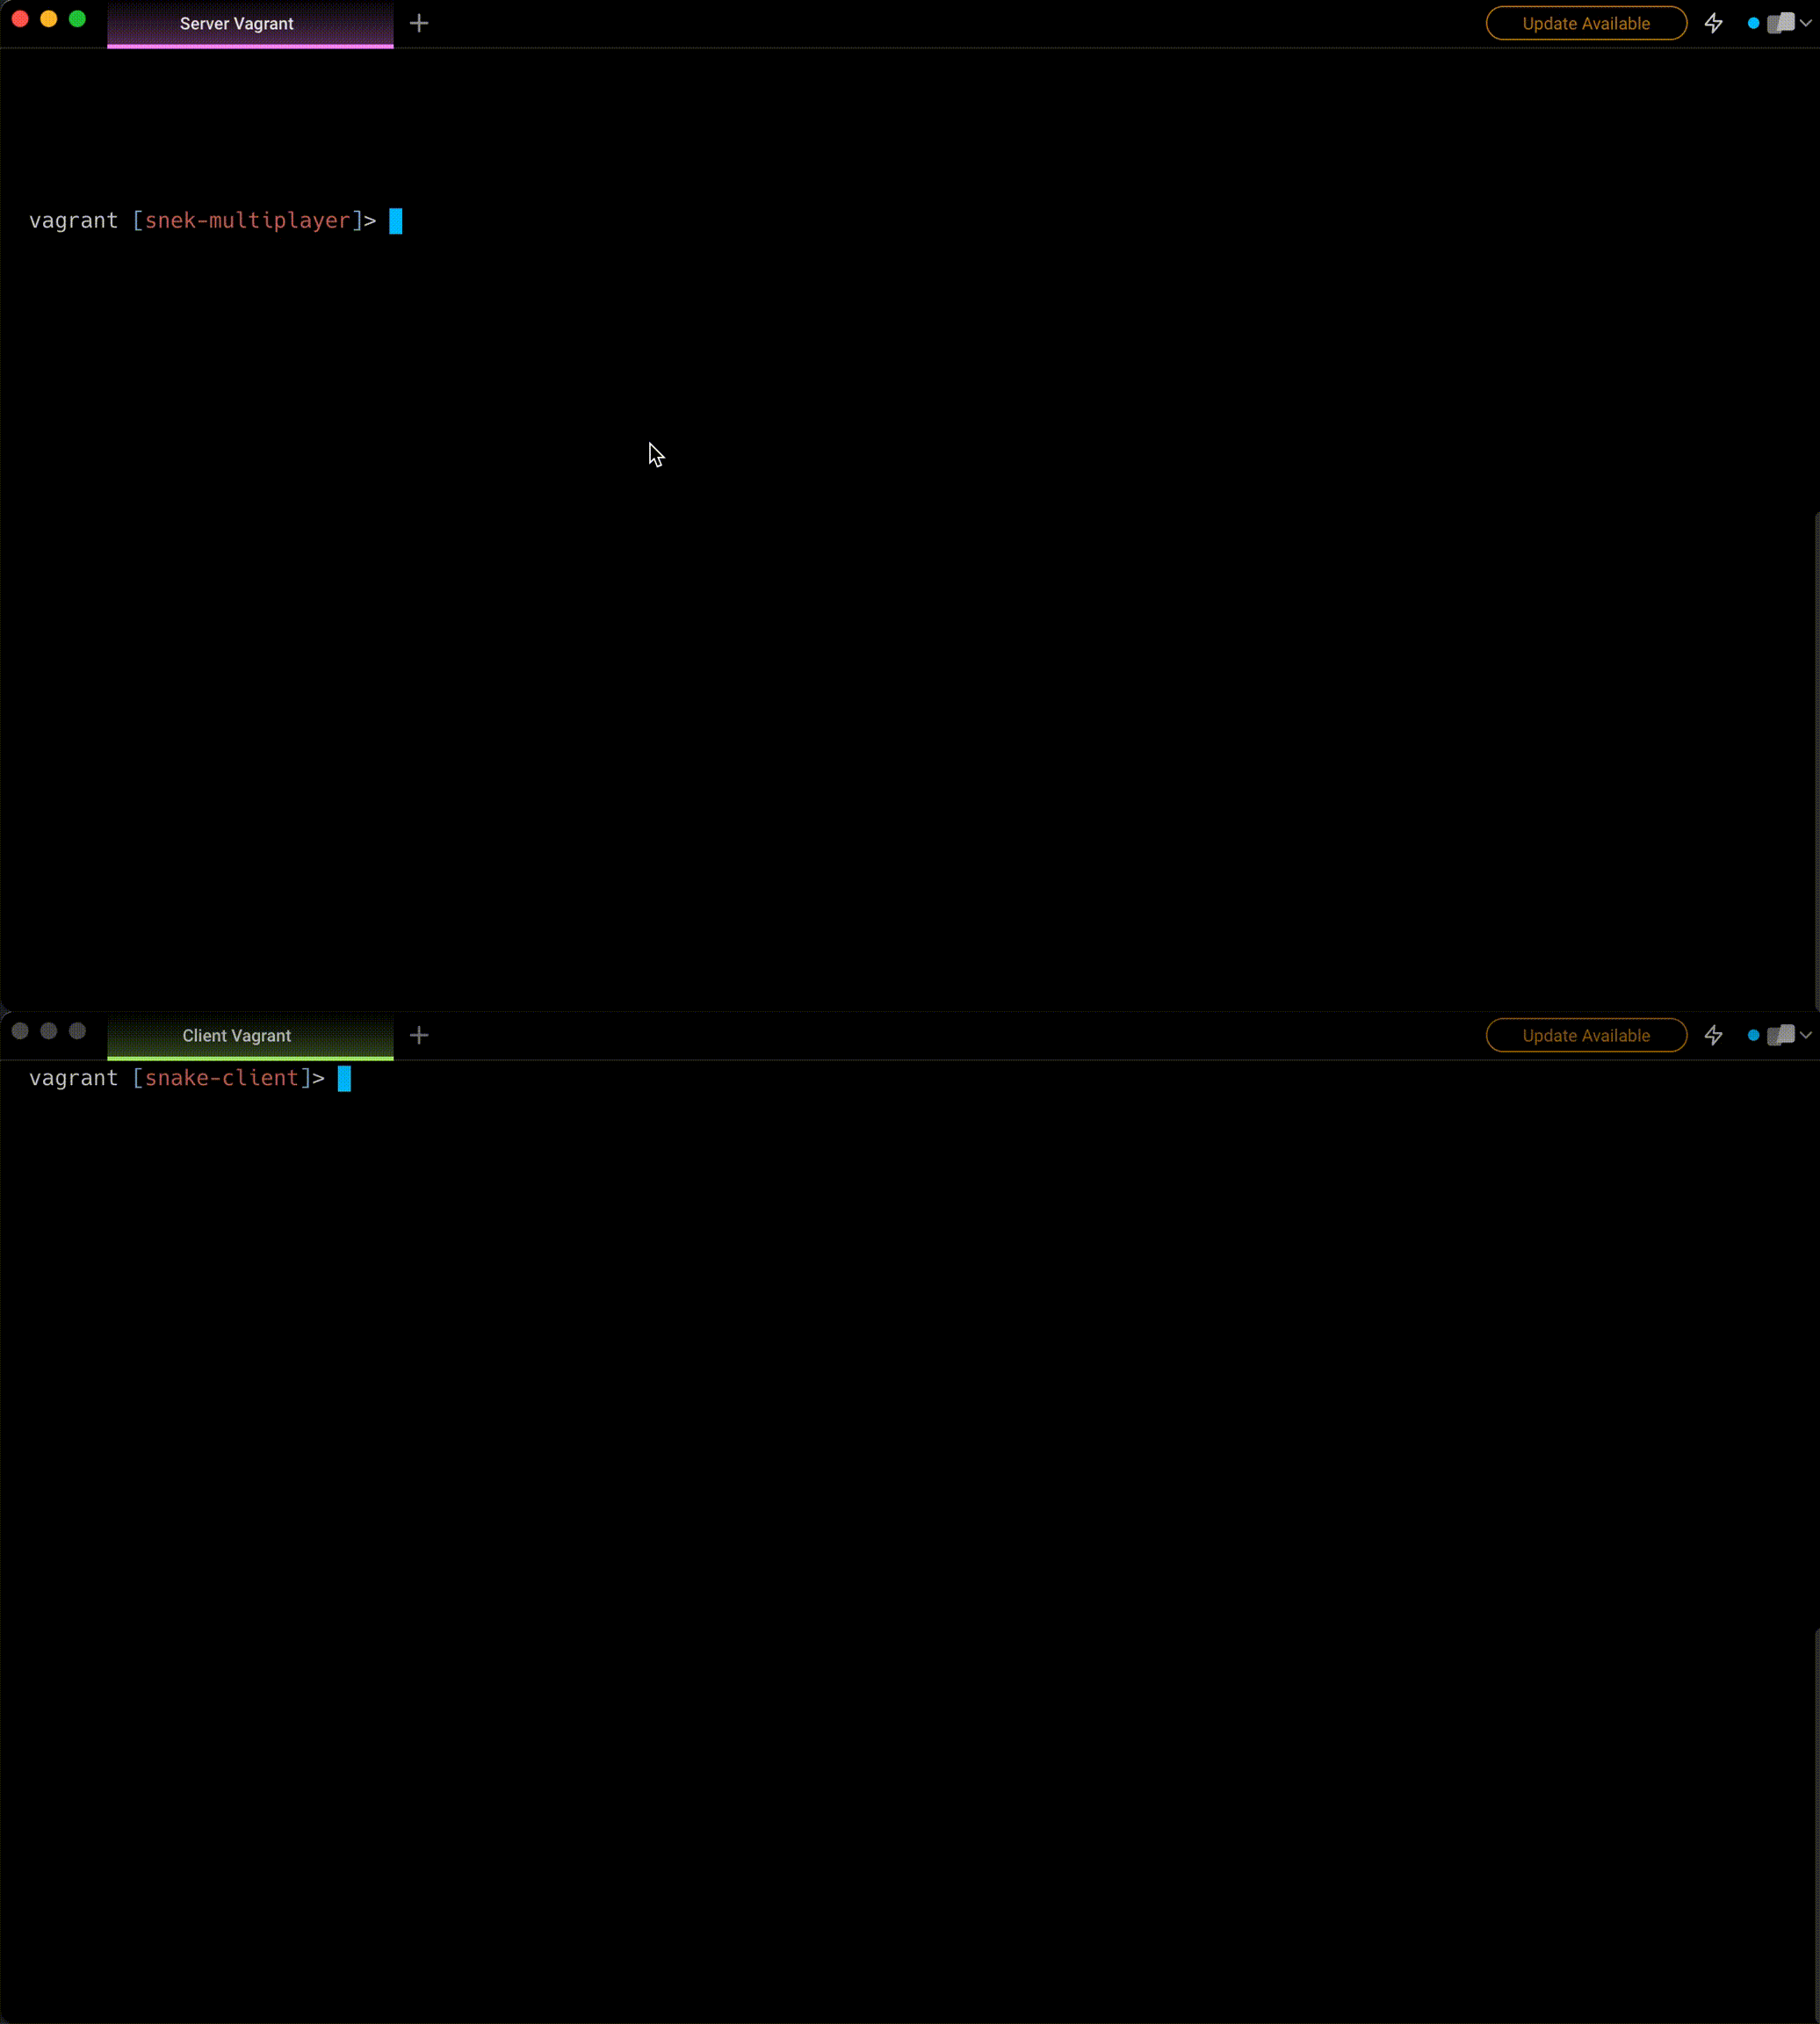 Server Vagrant
Update Available
vagrant [snek-multiplayer]>
Client Vagrant
Update Available
vagrant [snake-client]>